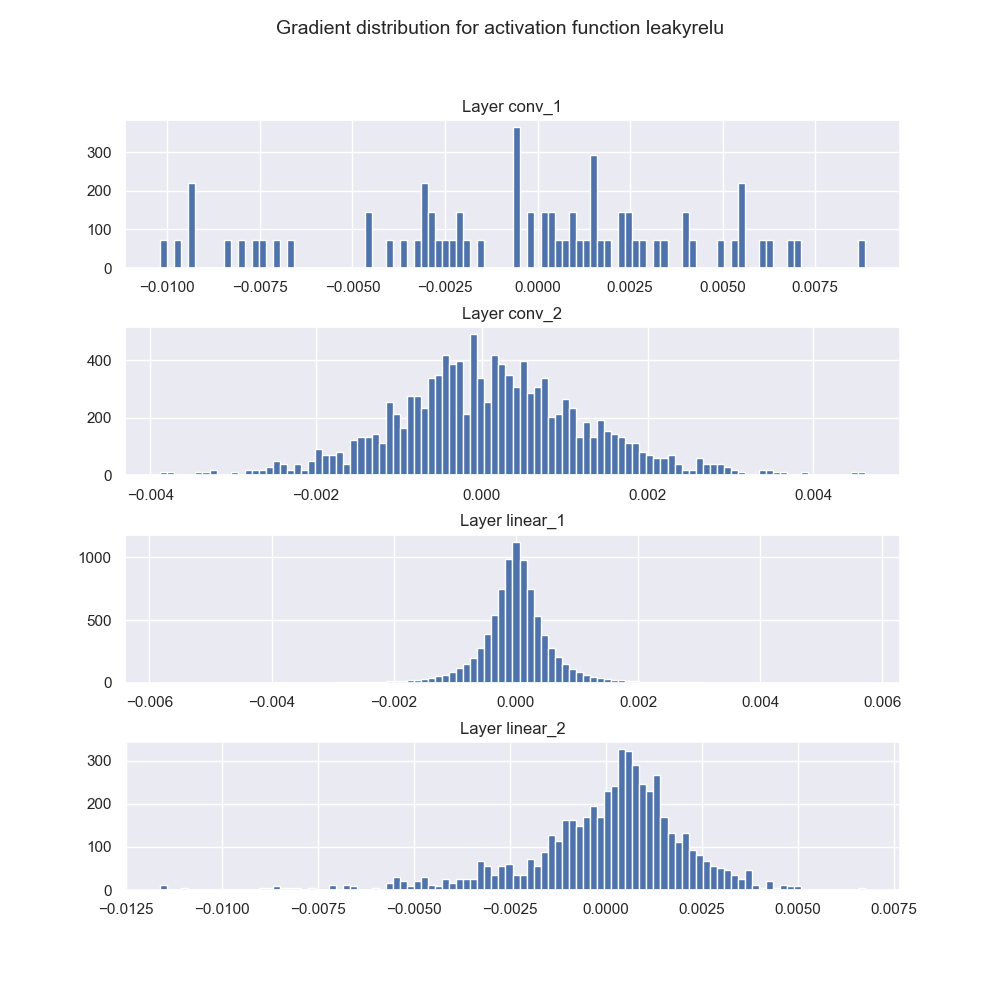 Gradient distribution for activation function leakyrelu
Layer conv_1
300
200
100
0
−0.0100 −0.0075 −0.0050 −0.0025 0.0000 0.0025 0.0050 0.0075
Layer conv_2
400
200
0
−0.004 −0.002 0.000 0.002 0.004
Layer linear_1
1000
500
0
−0.006 −0.004 −0.002 0.000 0.002 0.004 0.006
Layer linear_2
300
200
100
0
−0.0125 −0.0100 −0.0075 −0.0050 −0.0025 0.0000 0.0025 0.0050 0.0075